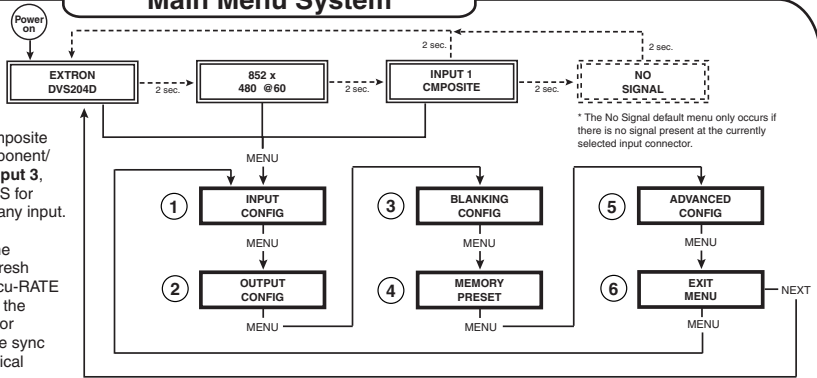 Main Menu System
Power
on
2 sec.
2 sec.
EXTRON
DVS204D
2 sec.
852 x
480 @60
2 sec.
INPUT 1
CMPOSITE
2 sec.
NO
SIGNAL
* The No Signal default menu only occurs if
there is no signal present at the currently
selected input connector.
MENU
1
INPUT
CONFIG
MENU
2
OUTPUT
CONFIG
MENU
3
BLANKING
CONFIG
MENU
4
MEMORY
PRESET
MENU
5
ADVANCED
CONFIG
MENU
6
EXIT
MENU
NEXT
MENU
mposite
ponent/
put 3,
S for
any input.
ne
resh
cu-RATE
the
or
e sync
tical